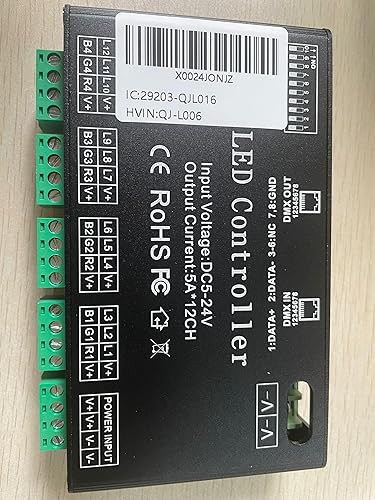 X0024JONJZ
IC:29203-QJL016
HVIN:QJ-L006
LED Controller
Input Voltage:DC5-24V
Output Current:5A*12CH
CE RoHS FC
1:DATA+ 2:DATA- 3-6:NC 7,8:GND
DMX OUT
12345678
DMX IN
12345678
V- V-
L12 L11 L10 V+
B4 G4 R4 V+
L9 L8 L7 V+
B3 G3 R3 V+
L6 L5 L4 V+
B2 G2 R2 V+
L3 L2 L1 V+
B1 G1 R1 V+
POWER INPUT
V+ V+ V- V-